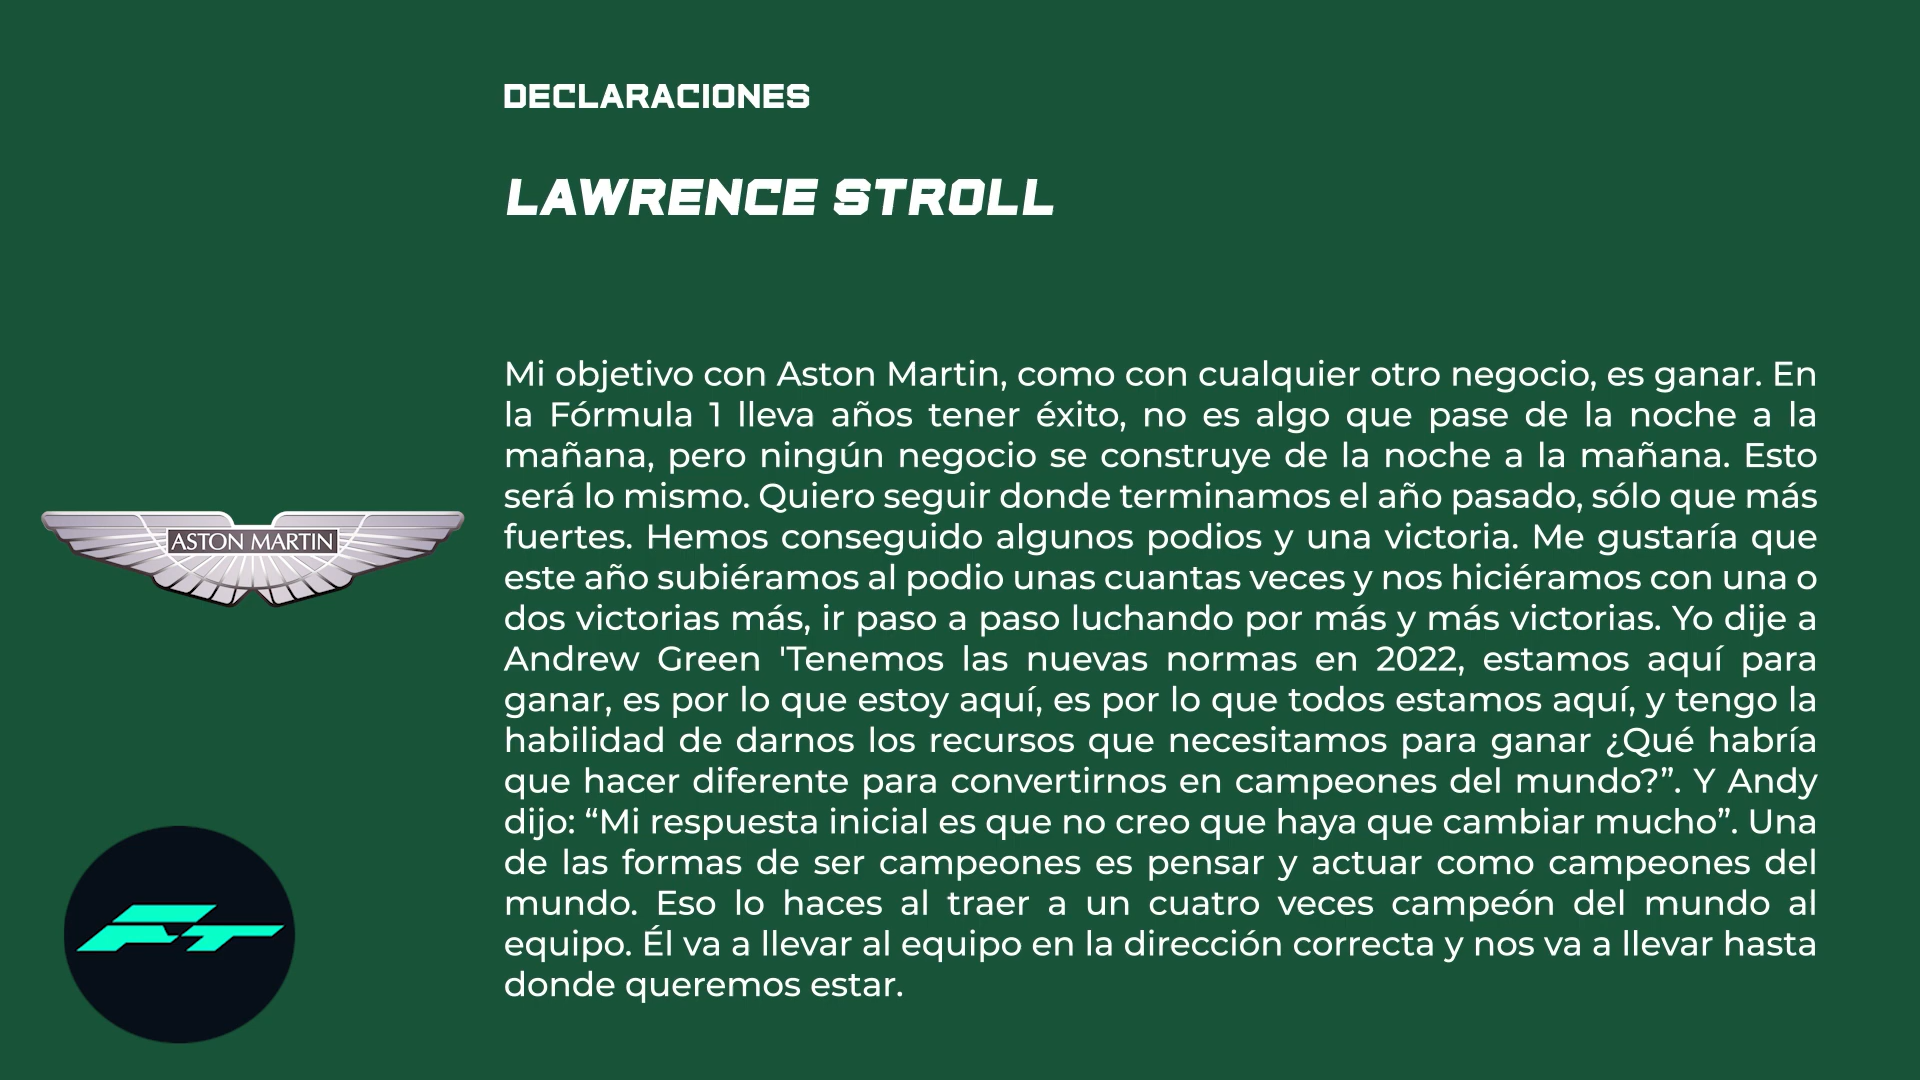 DECLARACIONES
LAWRENCE STROLL
Mi objetivo con Aston Martin, como con cualquier otro negocio, es ganar. En
la Fórmula 1 lleva años tener éxito, no es algo que pase de la noche a la
mañana, pero ningún negocio se construye de la noche a la mañana. Esto
será lo mismo. Quiero seguir donde terminamos el año pasado, sólo que más
fuertes. Hemos conseguido algunos podios y una victoria. Me gustaría que
este año subiéramos al podio unas cuantas veces y nos hiciéramos con una o
dos victorias más, ir paso a paso luchando por más y más victorias. Yo dije a
Andrew Green 'Tenemos las nuevas normas en 2022, estamos aquí para
ganar, es por lo que estoy aquí, es por lo que todos estamos aquí, y tengo la
habilidad de darnos los recursos que necesitamos para ganar ¿Qué habría
que hacer diferente para convertirnos en campeones del mundo?”. Y Andy
dijo: “Mi respuesta inicial es que no creo que haya que cambiar mucho”. Una
de las formas de ser campeones es pensar y actuar como campeones del
mundo. Eso lo haces al traer a un cuatro veces campeón del mundo al
equipo. Él va a llevar al equipo en la dirección correcta y nos va a llevar hasta
donde queremos estar.
ASTON MARTIN
FT